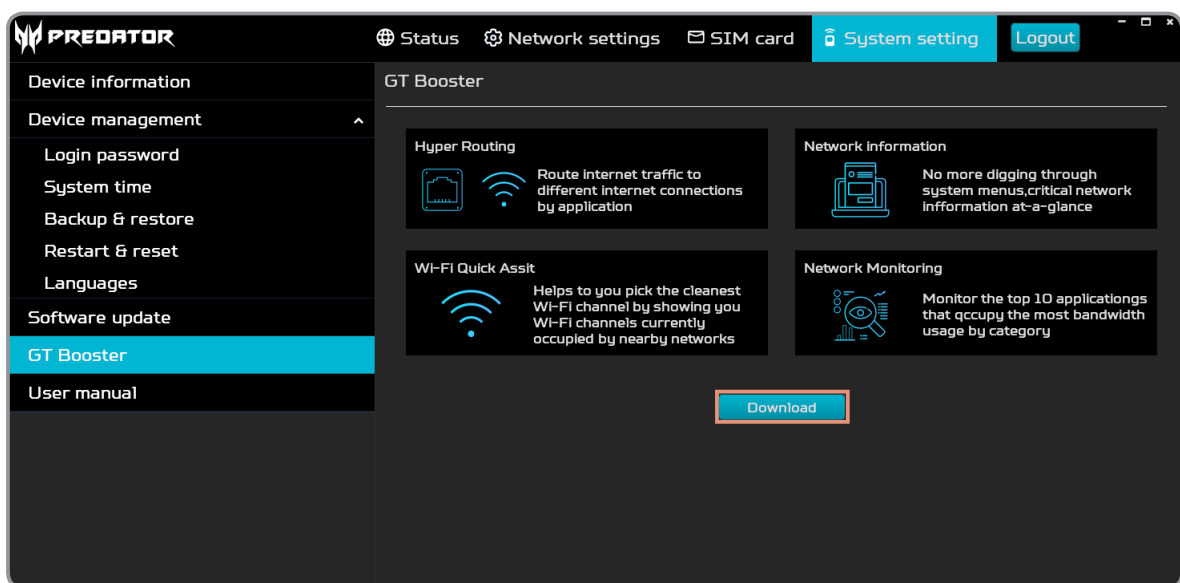 PREDATOR
Status
Network settings
SIM card
System setting
Logout
Device information
Device management
Login password
System time
Backup & restore
Restart & reset
Languages
Software update
GT Booster
User manual
GT Booster
Hyper Routing
Route internet traffic to
different internet connections
by application
Network information
No more digging through
system menus,critical network
infformation at-a-glance
Wi-Fi Quick Assit
Helps to you pick the cleanest
Wi-Fi channel by showing you
Wi-Fi channels currently
occupied by nearby networks
Network Monitoring
Monitor the top 10 applicationgs
that qccupy the most bandwidth
usage by category
Download